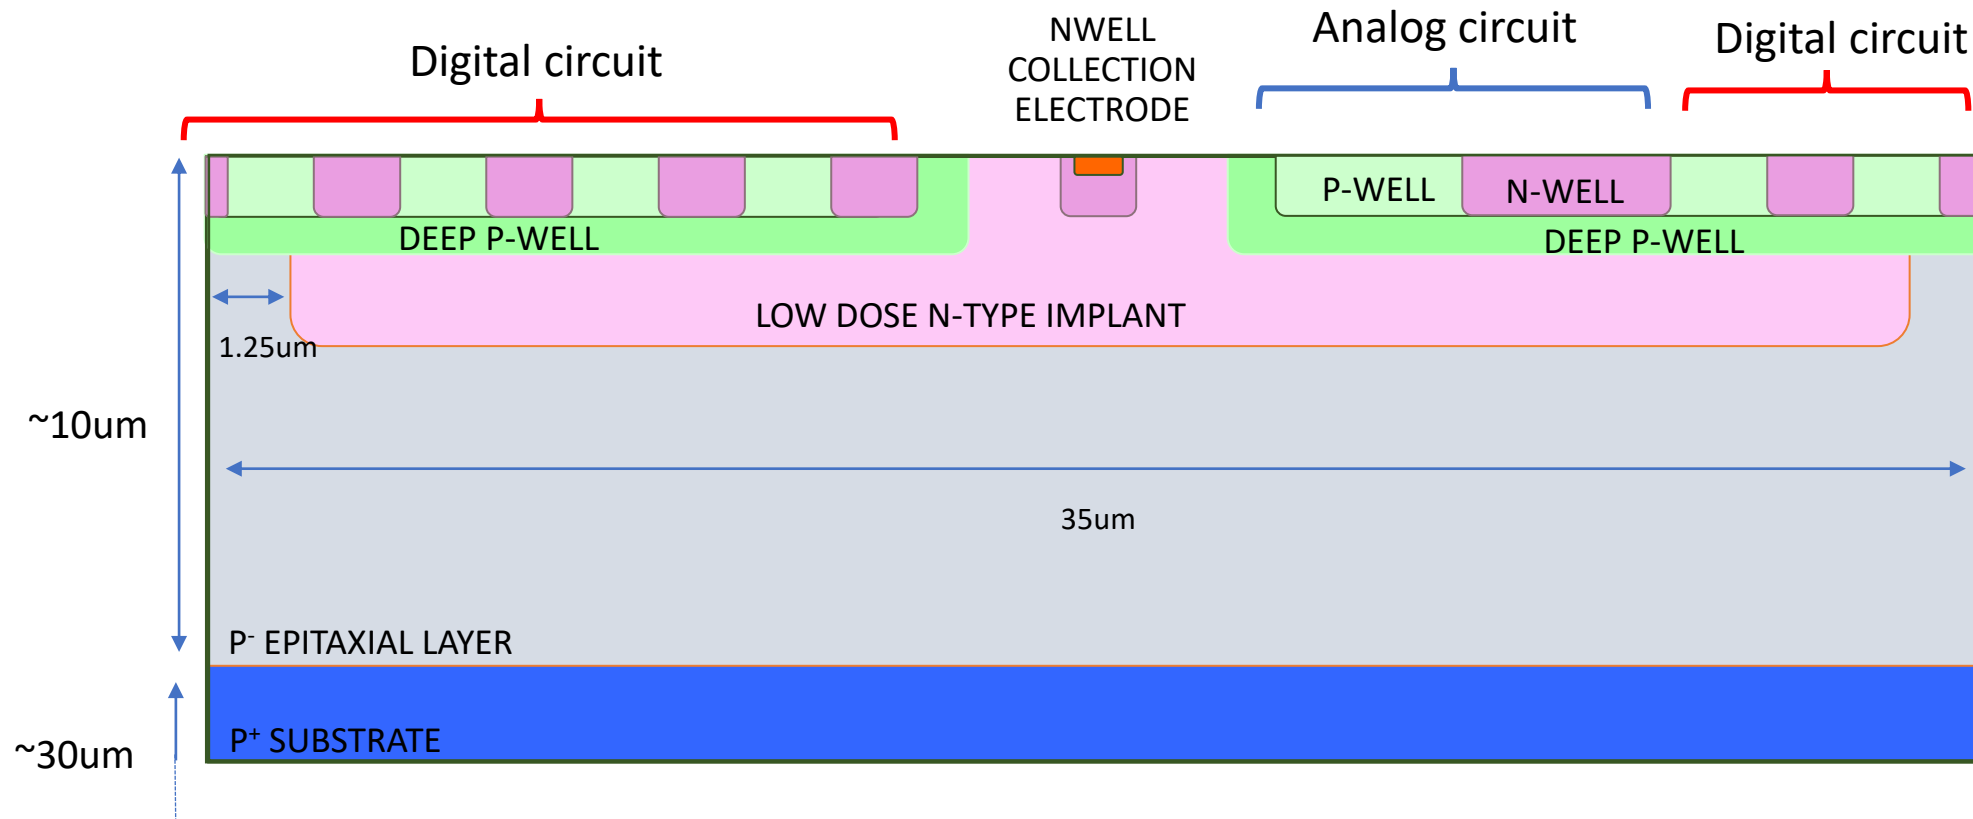 Digital circuit
NWELL
COLLECTION
ELECTRODE
Analog circuit
Digital circuit
P-WELL
N-WELL
DEEP P-WELL
DEEP P-WELL
LOW DOSE N-TYPE IMPLANT
1.25um
~10um
35um
P⁻ EPITAXIAL LAYER
P⁺ SUBSTRATE
~30um